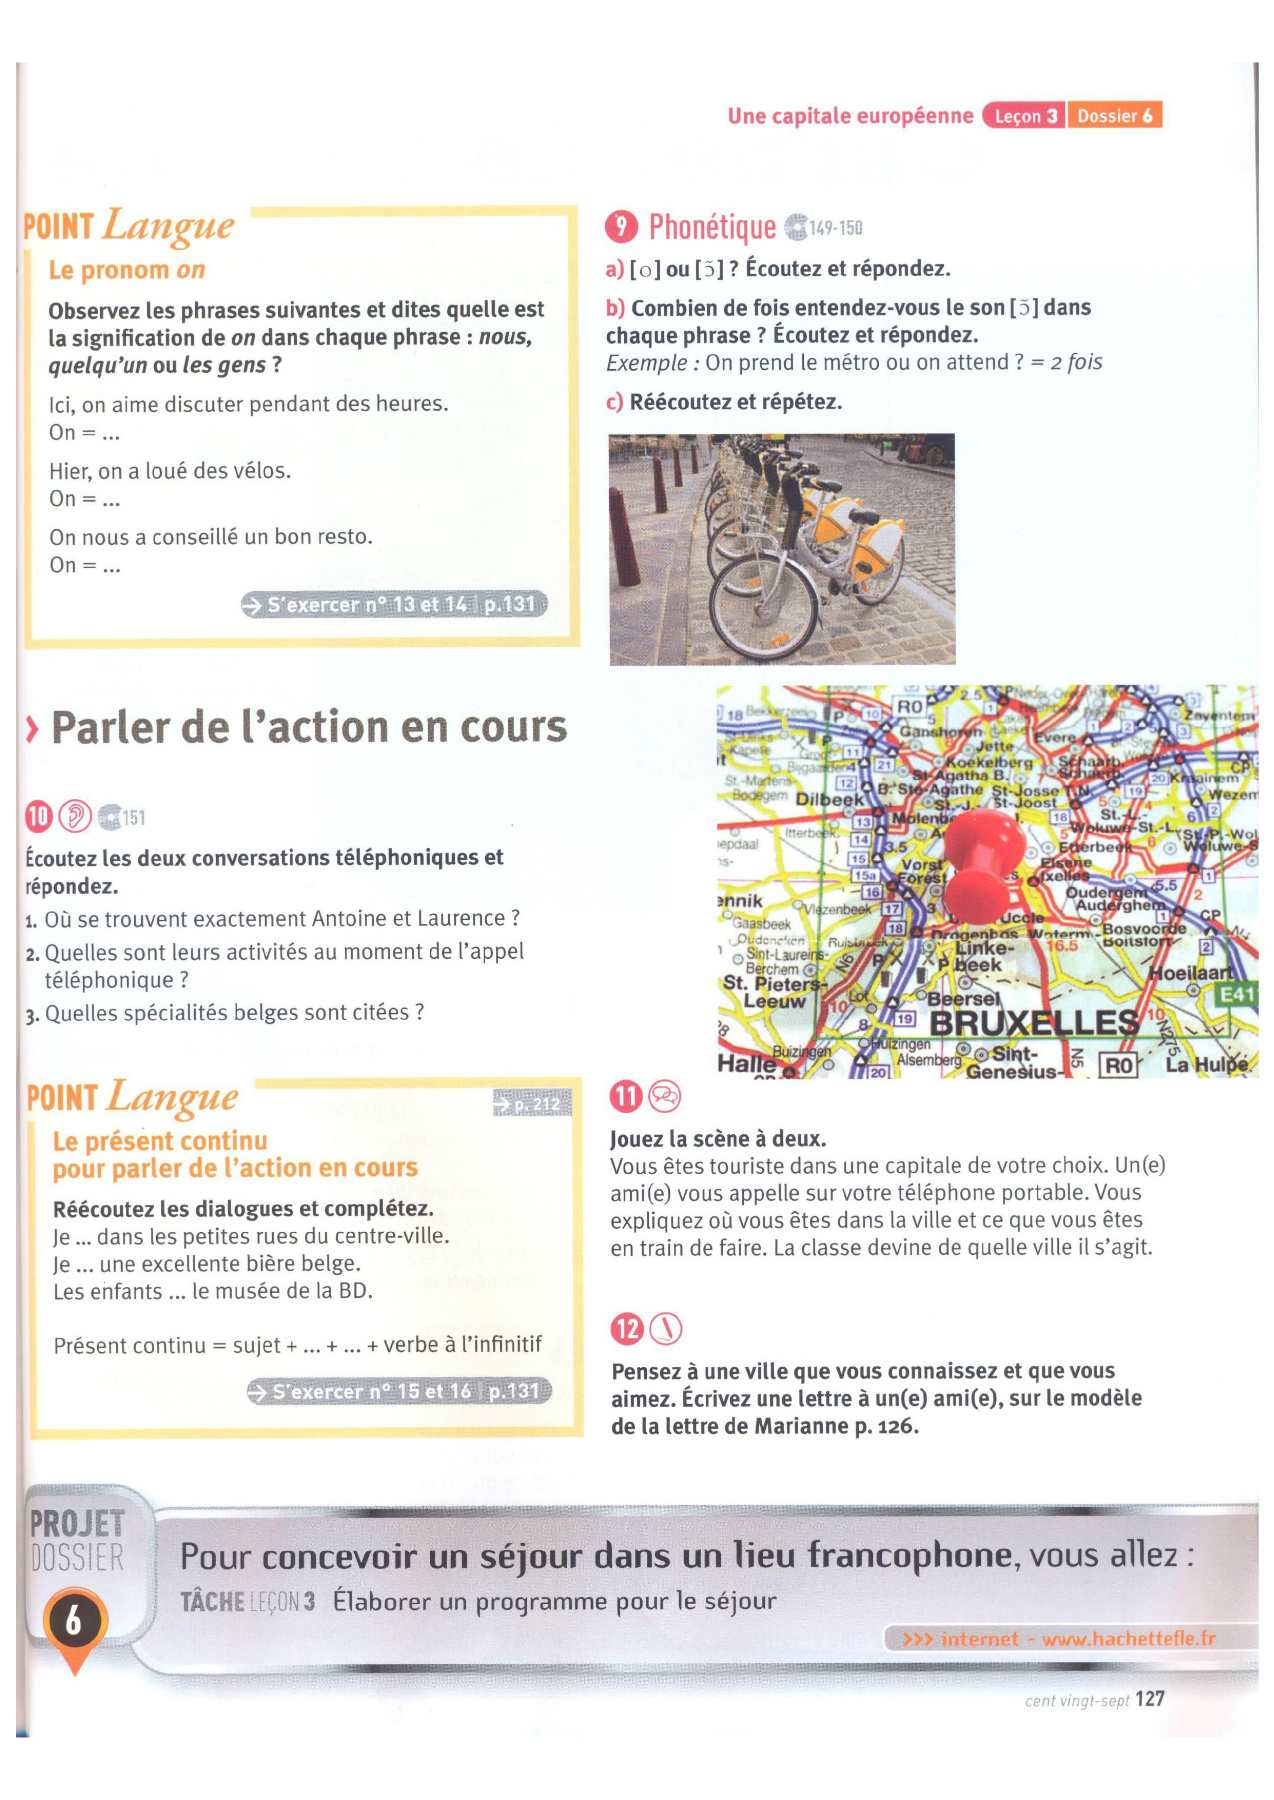 Une capitale européenne Leçon 3 Dossier 6
POINT Langue
Le pronom on
Observez les phrases suivantes et dites quelle est
la signification de on dans chaque phrase : nous,
quelqu'un ou les gens ?
Ici, on aime discuter pendant des heures.
On = ...
Hier, on a loué des vélos.
On = ...
On nous a conseillé un bon resto.
On = ...
→ S'exercer n° 13 et 14 | p.131
› Parler de l'action en cours
10 151
Écoutez les deux conversations téléphoniques et
répondez.
1. Où se trouvent exactement Antoine et Laurence ?
2. Quelles sont leurs activités au moment de l'appel
téléphonique ?
3. Quelles spécialités belges sont citées ?
POINT Langue
→ p.212
Le présent continu
pour parler de l'action en cours
Réécoutez les dialogues et complétez.
Je ... dans les petites rues du centre-ville.
Je ... une excellente bière belge.
Les enfants ... le musée de la BD.
Présent continu = sujet + ... + ... + verbe à l'infinitif
→ S'exercer n° 15 et 16 | p.131
9 Phonétique 149-150
a) [o] ou [ɔ̃] ? Écoutez et répondez.
b) Combien de fois entendez-vous le son [ɔ̃] dans
chaque phrase ? Écoutez et répondez.
Exemple : On prend le métro ou on attend ? = 2 fois
c) Réécoutez et répétez.
RO
Ganshoren
Evere
Zaventem
Jette
Koekelberg
Kraainem
St-Agatha B.
B. Ste-Agathe
St-Josse T.N.
St-Joost
Wezem
Dilbeek
Itterbeek
Etterbeek
Vorst
Forest
Elsene
Ixelles
Oudergem
Auderghem
Vlezenbeek
Gaasbeek
Uccle
Drogenbos
Bosvoorde
Boitsfort
Linke-
beek
St. Pieters-
Leeuw
Lot
Beersel
Hoeilaart
E411
BRUXELLES
Huizingen
Buizingen
Halle
Alsemberg
Sint-
Genesius-
N5
RO
N275
La Hulpe
11
Jouez la scène à deux.
Vous êtes touriste dans une capitale de votre choix. Un(e)
ami(e) vous appelle sur votre téléphone portable. Vous
expliquez où vous êtes dans la ville et ce que vous êtes
en train de faire. La classe devine de quelle ville il s'agit.
12
Pensez à une ville que vous connaissez et que vous
aimez. Écrivez une lettre à un(e) ami(e), sur le modèle
de la lettre de Marianne p. 126.
PROJET
DOSSIER
6
Pour concevoir un séjour dans un lieu francophone, vous allez :
TÂCHE LEÇON 3 Élaborer un programme pour le séjour
>>> internet - www.hachettefle.fr
cent vingt-sept 127